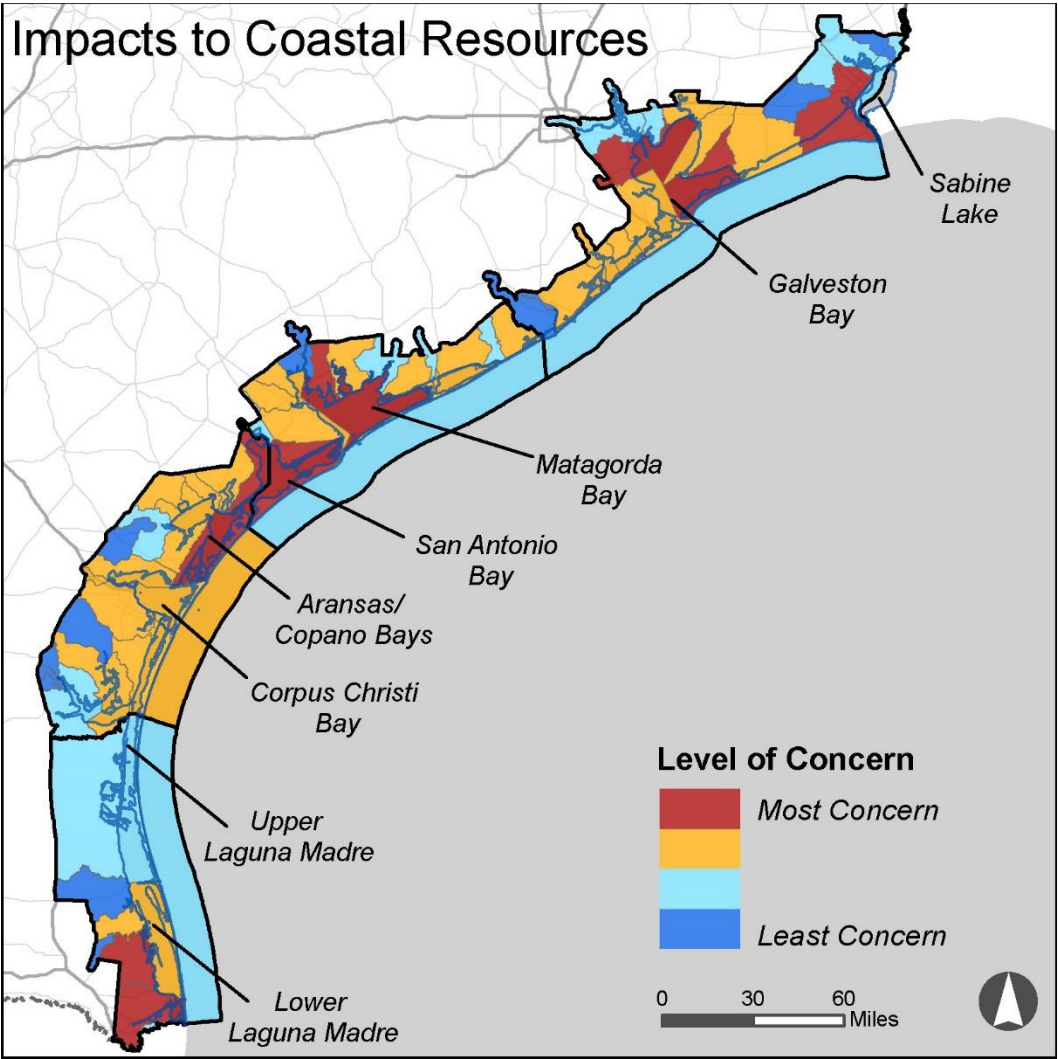 Impacts to Coastal Resources
Sabine
Lake
Galveston
Bay
Matagorda
Bay
San Antonio
Bay
Aransas/
Copano Bays
Corpus Christi
Bay
Upper
Laguna Madre
Lower
Laguna Madre
Level of Concern
Most Concern
Least Concern
0 30 60
Miles